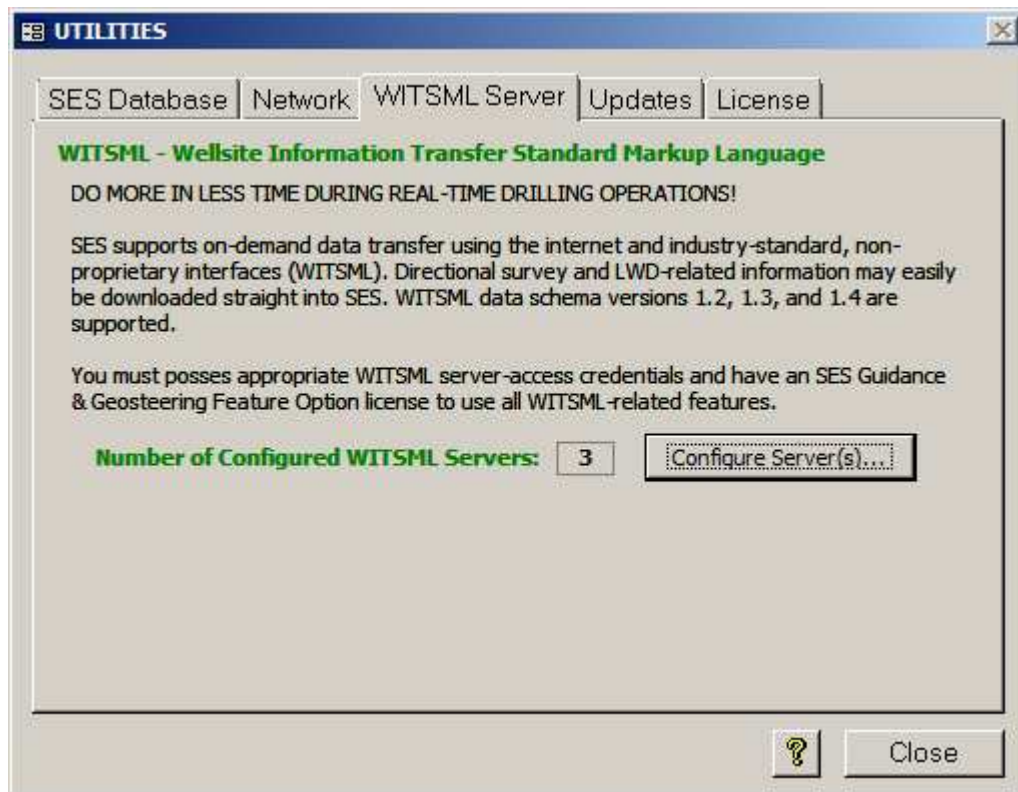 UTILITIES
SES Database Network WITSML Server Updates License
WITSML - Wellsite Information Transfer Standard Markup Language
DO MORE IN LESS TIME DURING REAL-TIME DRILLING OPERATIONS!
SES supports on-demand data transfer using the internet and industry-standard, non-
proprietary interfaces (WITSML). Directional survey and LWD-related information may easily
be downloaded straight into SES. WITSML data schema versions 1.2, 1.3, and 1.4 are
supported.
You must posses appropriate WITSML server-access credentials and have an SES Guidance
& Geosteering Feature Option license to use all WITSML-related features.
Number of Configured WITSML Servers: 3 Configure Server(s)...
? Close